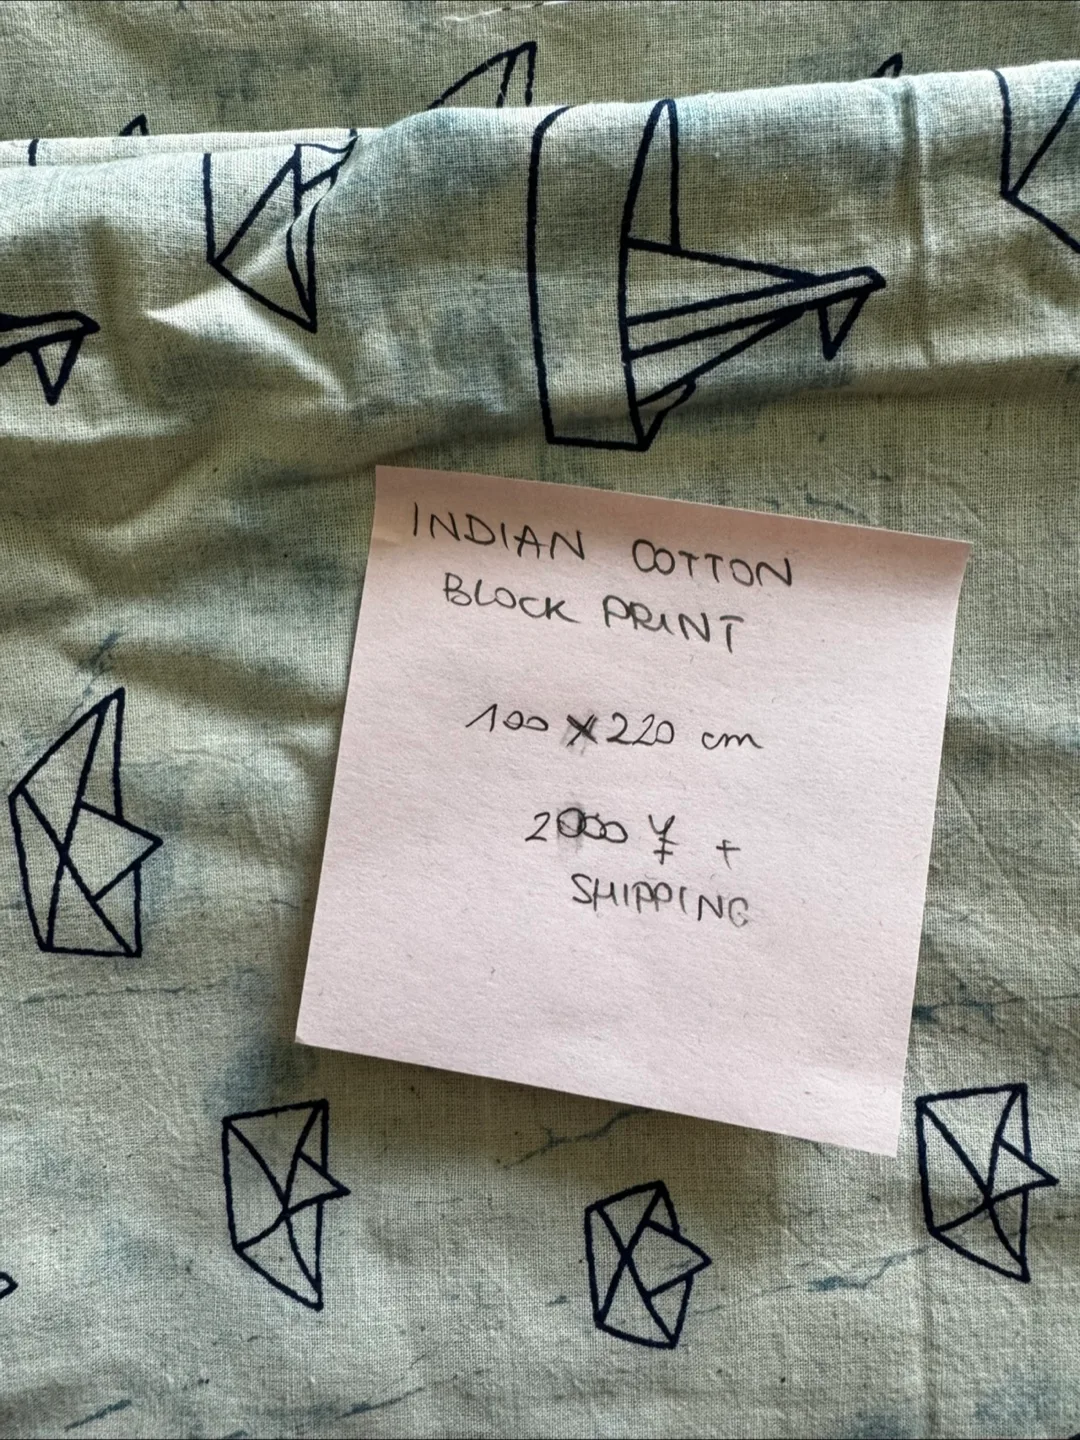 INDIAN COTTON
BLOCK PRINT
100 X 220 cm
2000 ¥ +
SHIPPING